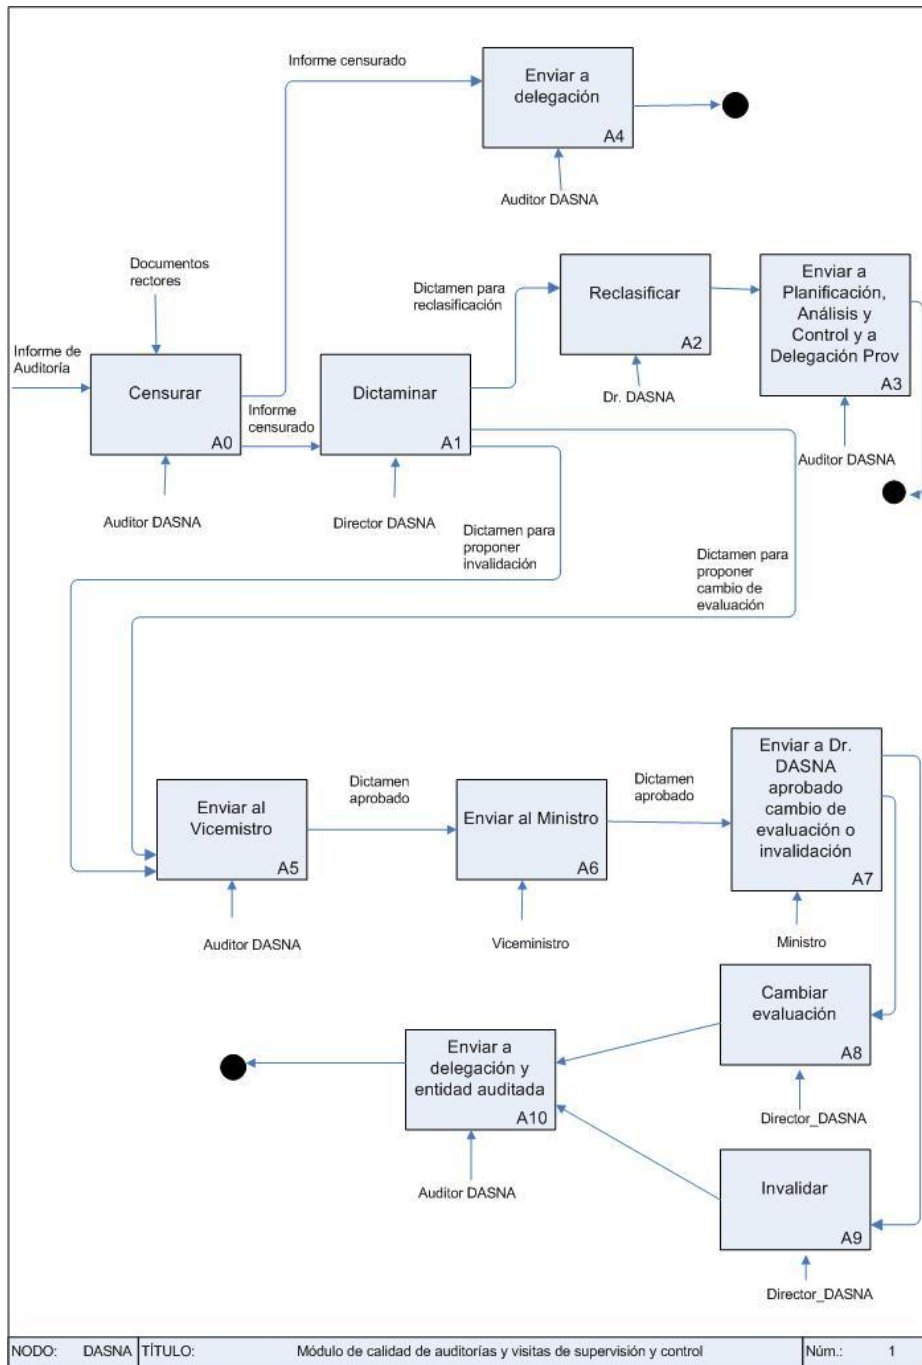 Informe censurado
Enviar a
delegación
A4
Auditor DASNA
Documentos
rectores
Informe de
Auditoría
Censurar
A0
Auditor DASNA
Informe
censurado
Dictaminar
A1
Director DASNA
Dictamen para
reclasificación
Reclasificar
A2
Dr. DASNA
Enviar a
Planificación,
Análisis y
Control y a
Delegación Prov
A3
Auditor DASNA
Dictamen para
proponer
invalidación
Dictamen para
proponer
cambio de
evaluación
Enviar al
Vicemistro
A5
Auditor DASNA
Dictamen
aprobado
Enviar al Ministro
A6
Viceministro
Dictamen
aprobado
Enviar a Dr.
DASNA
aprobado
cambio de
evaluación o
invalidación
A7
Ministro
Cambiar
evaluación
A8
Director_DASNA
Enviar a
delegación y
entidad auditada
A10
Auditor DASNA
Invalidar
A9
Director_DASNA
NODO: DASNA TÍTULO: Módulo de calidad de auditorías y visitas de supervisión y control Núm.: 1